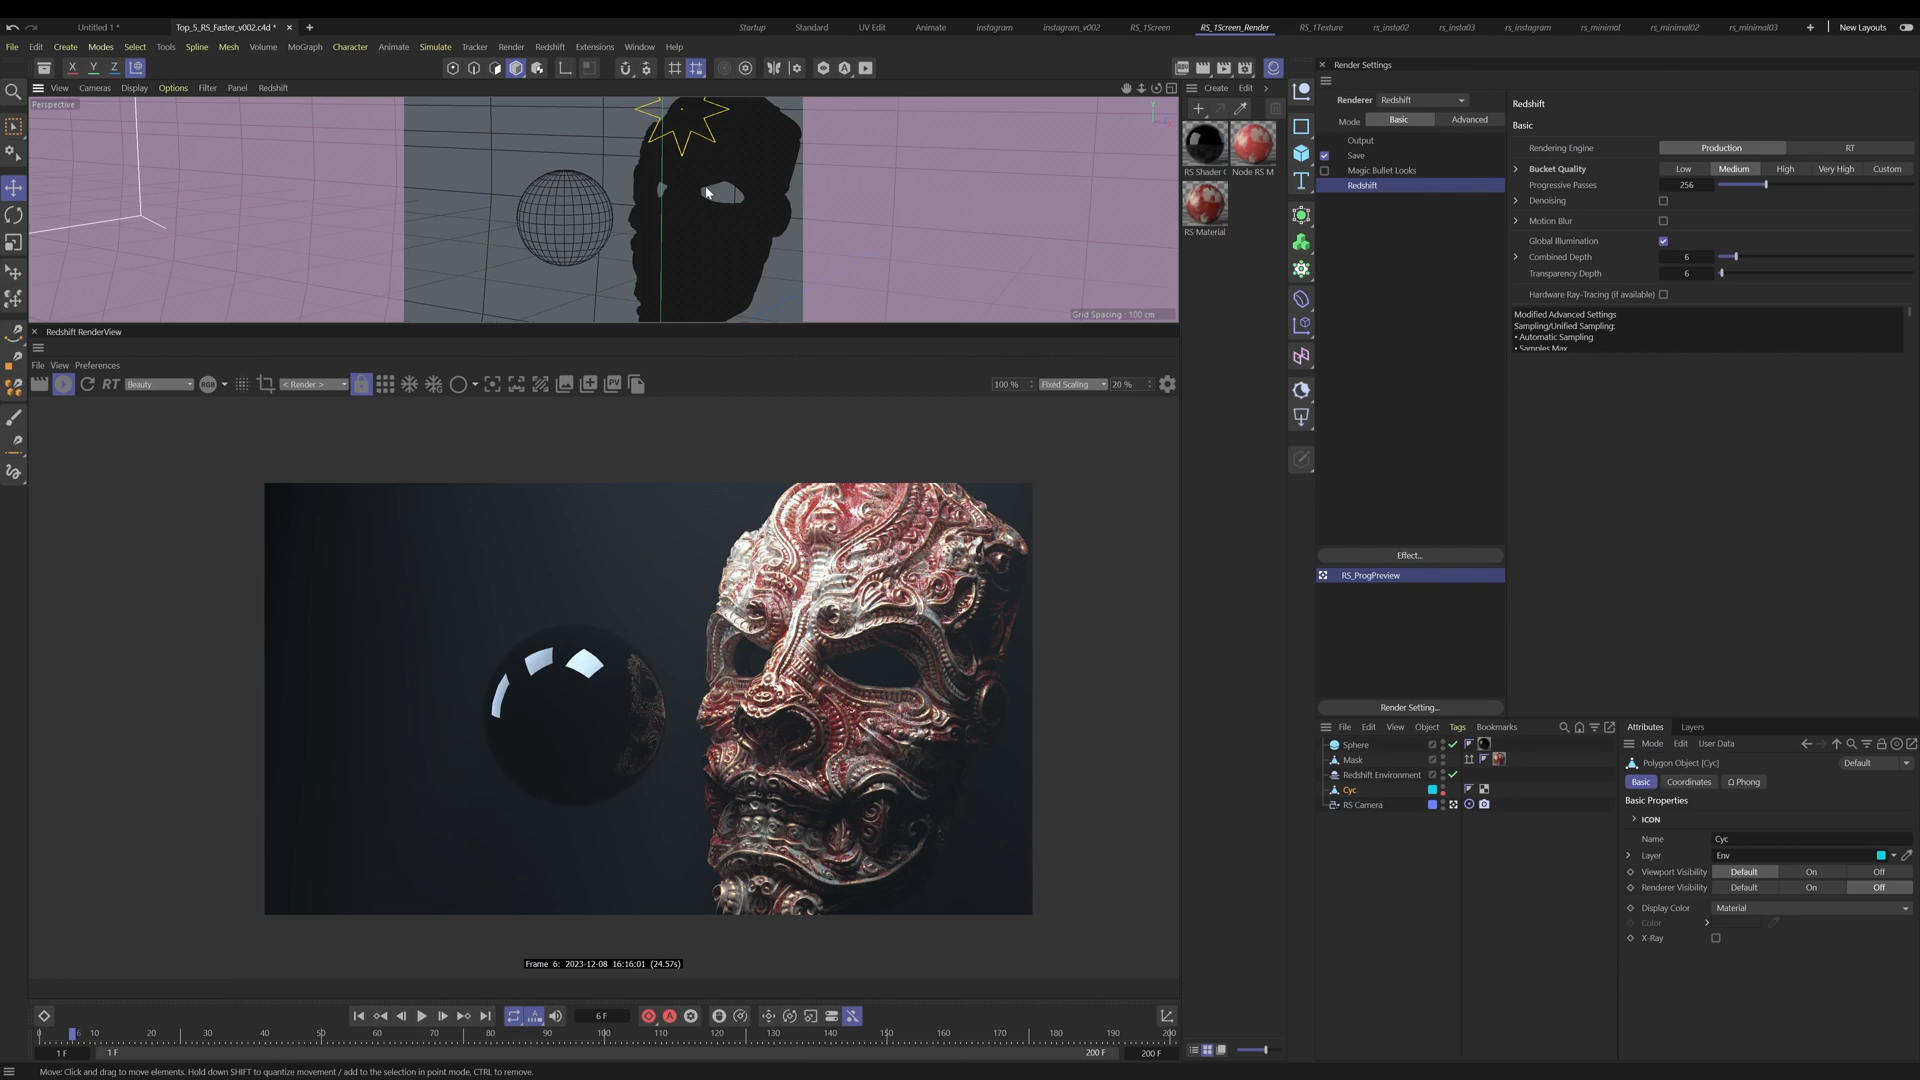 Untitled 1 *
Top_5_RS_Faster_v002.c4d *
Startup
Standard
UV Edit
Animate
instagram
instagram_v002
RS_1Screen
RS_1Screen_Render
RS_1Texture
rs_insta02
rs_insta03
rs_instagram
rs_minimal
rs_minimal02
rs_minimal03
New Layouts
File Edit Create Modes Select Tools Spline Mesh Volume MoGraph Character Animate Simulate Tracker Render Redshift Extensions Window Help
X Y Z
RBV
View Cameras Display Options Filter Panel Redshift
Perspective
Grid Spacing : 100 cm
Create Edit
RS Shader (
Node RS M
RS Material
Redshift RenderView
File View Preferences
RT
Beauty
RGB
< Render >
PV
100 %
Fixed Scaling
20 %
Frame 6: 2023-12-08 16:16:01 (24.57s)
6 F
0 6 10 20 30 40 50 60 70 80 90 100 110 120 130 140 150 160 170 180 190 200
1 F
1 F
200 F
200 F
Move: Click and drag to move elements. Hold down SHIFT to quantize movement / add to the selection in point mode, CTRL to remove.
Render Settings
Renderer
Redshift
Mode
Basic
Advanced
Output
Save
Magic Bullet Looks
Redshift
Effect...
RS_ProgPreview
Render Setting...
Redshift
Basic
Rendering Engine
Production
RT
Bucket Quality
Low
Medium
High
Very High
Custom
Progressive Passes
256
Denoising
Motion Blur
Global Illumination
Combined Depth
6
Transparency Depth
6
Hardware Ray-Tracing (if available)
Modified Advanced Settings
Sampling/Unified Sampling:
• Automatic Sampling
• Samples Max
File Edit View Object Tags Bookmarks
Sphere
Mask
Redshift Environment
Cyc
RS Camera
Attributes
Layers
Mode Edit User Data
Polygon Object [Cyc]
Default
Basic
Coordinates
Phong
Basic Properties
ICON
Name
Cyc
Layer
Env
Viewport Visibility
Default
On
Off
Renderer Visibility
Default
On
Off
Display Color
Material
Color
X-Ray